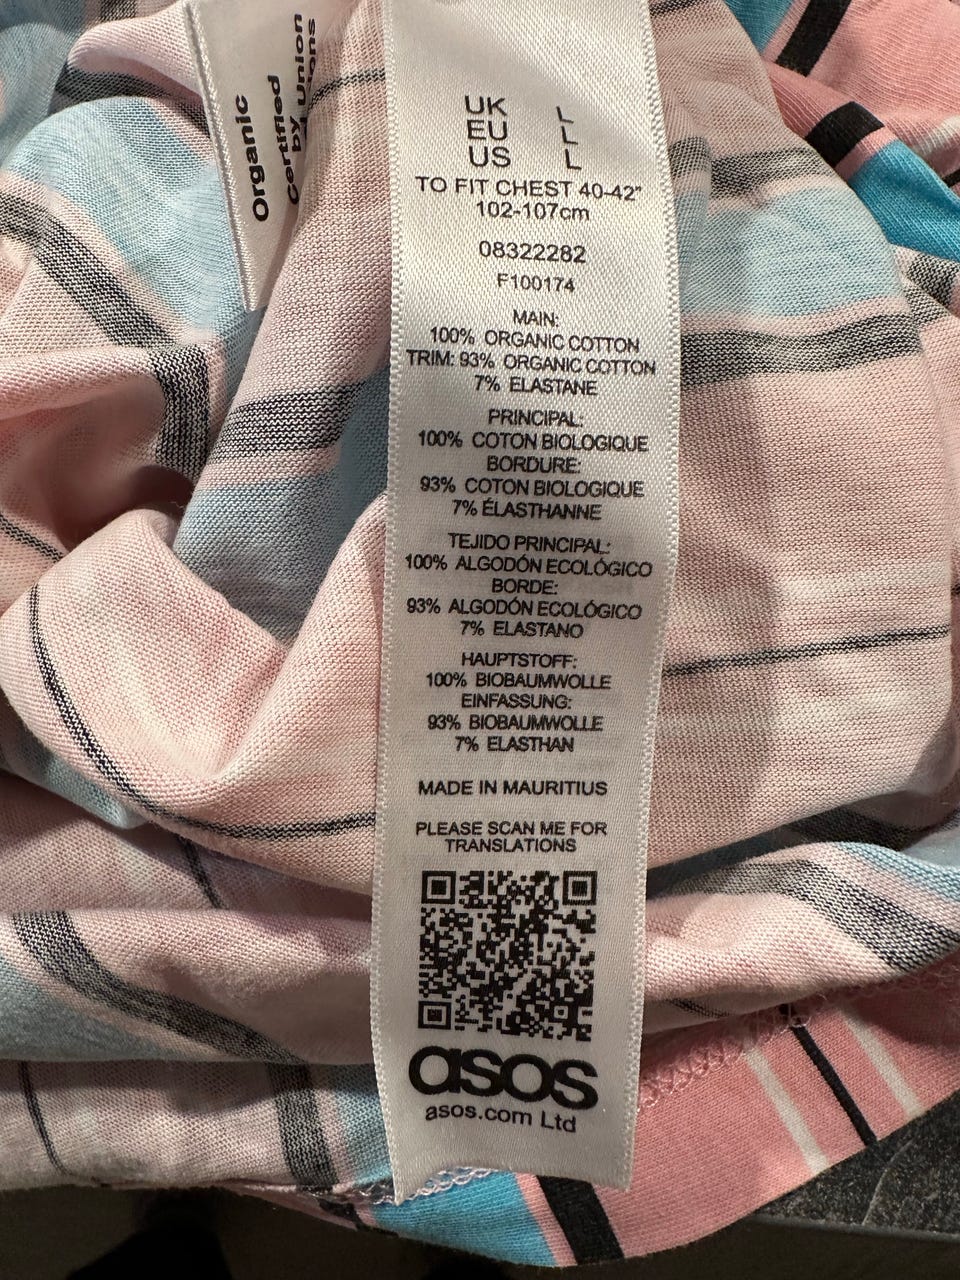 Organic
Certified
by Union
UK L
EU L
US L
TO FIT CHEST 40-42"
102-107cm
08322282
F100174
MAIN:
100% ORGANIC COTTON
TRIM: 93% ORGANIC COTTON
7% ELASTANE
PRINCIPAL:
100% COTON BIOLOGIQUE
BORDURE:
93% COTON BIOLOGIQUE
7% ÉLASTHANNE
TEJIDO PRINCIPAL:
100% ALGODÓN ECOLÓGICO
BORDE:
93% ALGODÓN ECOLÓGICO
7% ELASTANO
HAUPTSTOFF:
100% BIOBAUMWOLLE
EINFASSUNG:
93% BIOBAUMWOLLE
7% ELASTHAN
MADE IN MAURITIUS
PLEASE SCAN ME FOR
TRANSLATIONS
asos
asos.com Ltd